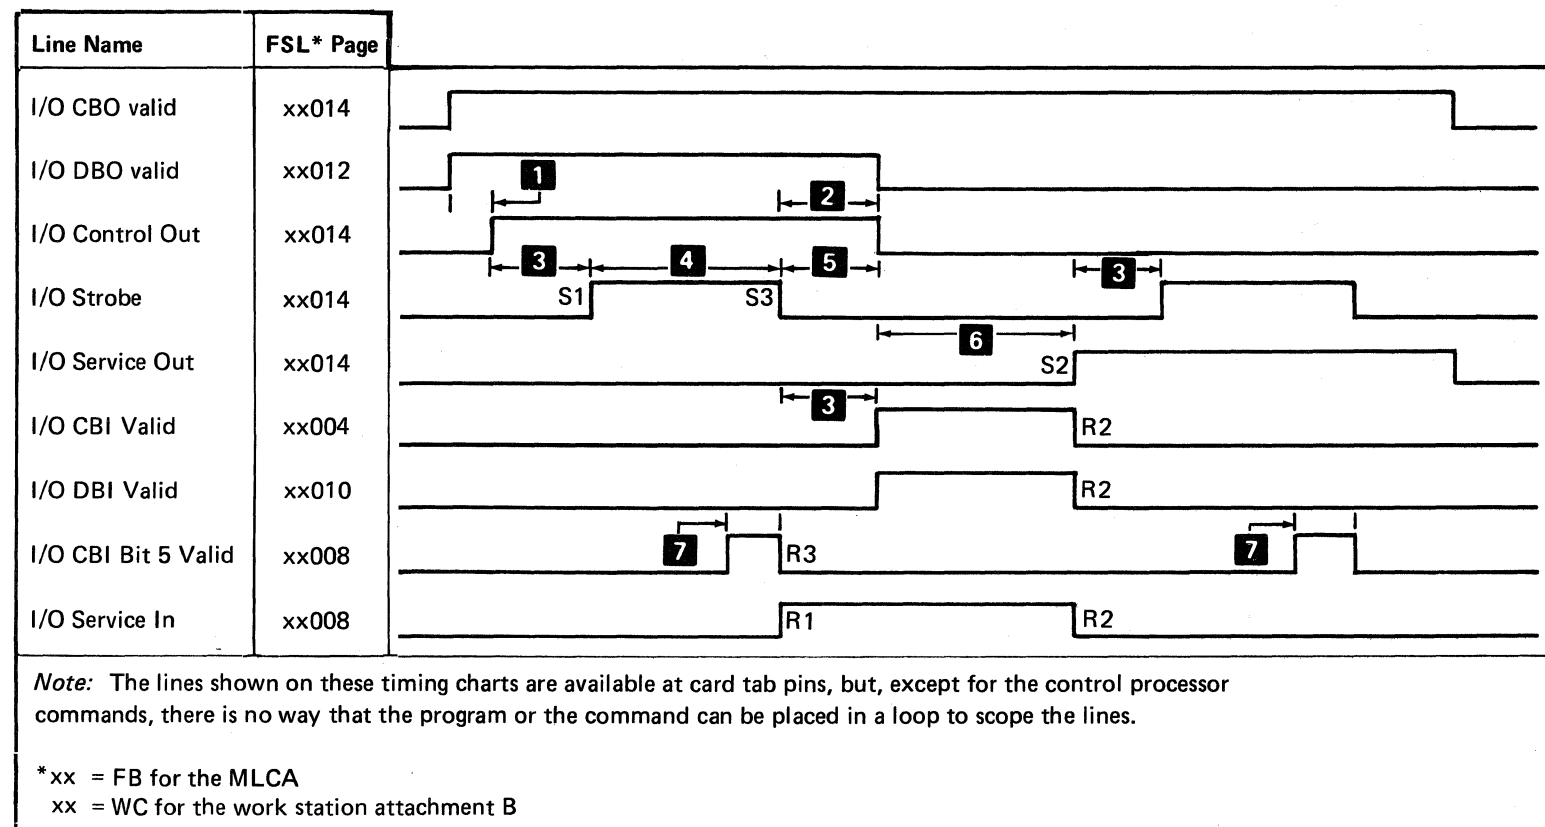 Line Name FSL* Page
I/O CBO valid xx014
I/O DBO valid xx012
1 2
I/O Control Out xx014
3 4 5 3
I/O Strobe xx014 S1 S3
6
I/O Service Out xx014 S2
3
I/O CBI Valid xx004 R2
I/O DBI Valid xx010 R2
I/O CBI Bit 5 Valid xx008 7 R3 7
I/O Service In xx008 R1 R2
Note: The lines shown on these timing charts are available at card tab pins, but, except for the control processor
commands, there is no way that the program or the command can be placed in a loop to scope the lines.
*xx = FB for the MLCA
xx = WC for the work station attachment B